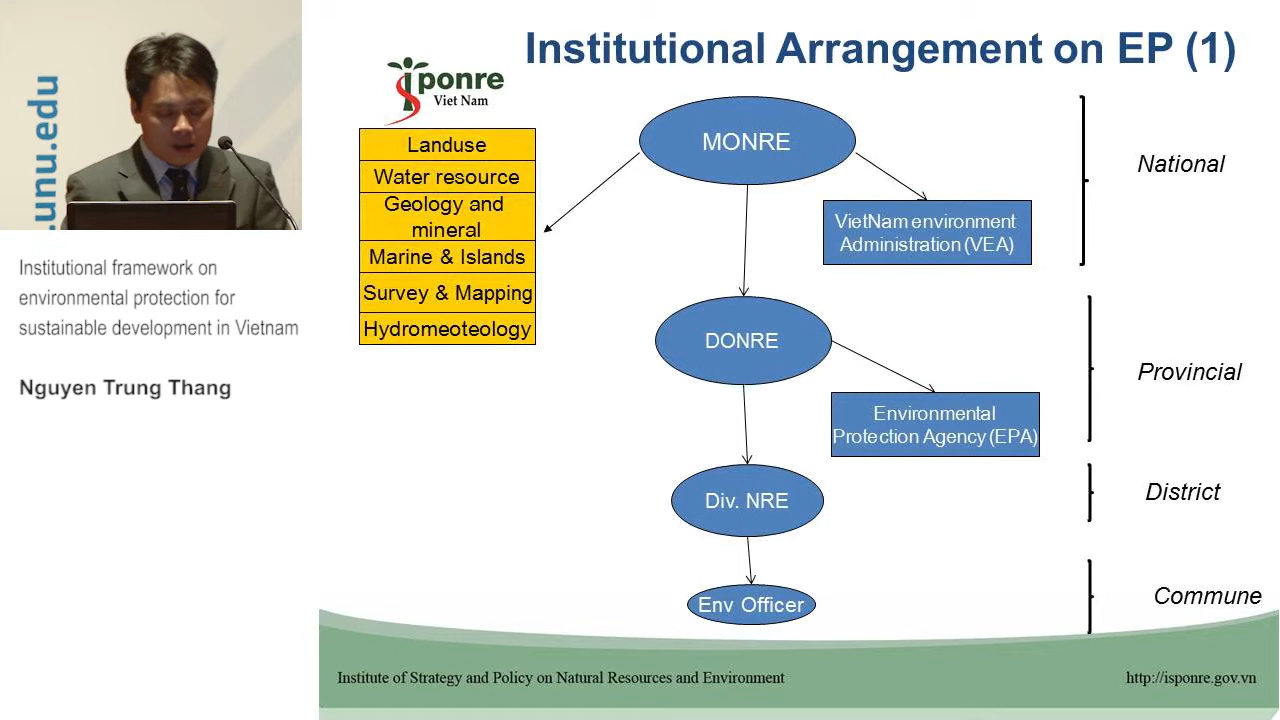 .unu.edu
Institutional framework on
environmental protection for
sustainable development in Vietnam
Nguyen Trung Thang
Institutional Arrangement on EP (1)
isponre
Viet Nam
Landuse
Water resource
Geology and
mineral
Marine & Islands
Survey & Mapping
Hydromeoteology
MONRE
VietNam environment
Administration (VEA)
National
DONRE
Environmental
Protection Agency (EPA)
Provincial
Div. NRE
District
Env Officer
Commune
Institute of Strategy and Policy on Natural Resources and Environment
http://isponre.gov.vn